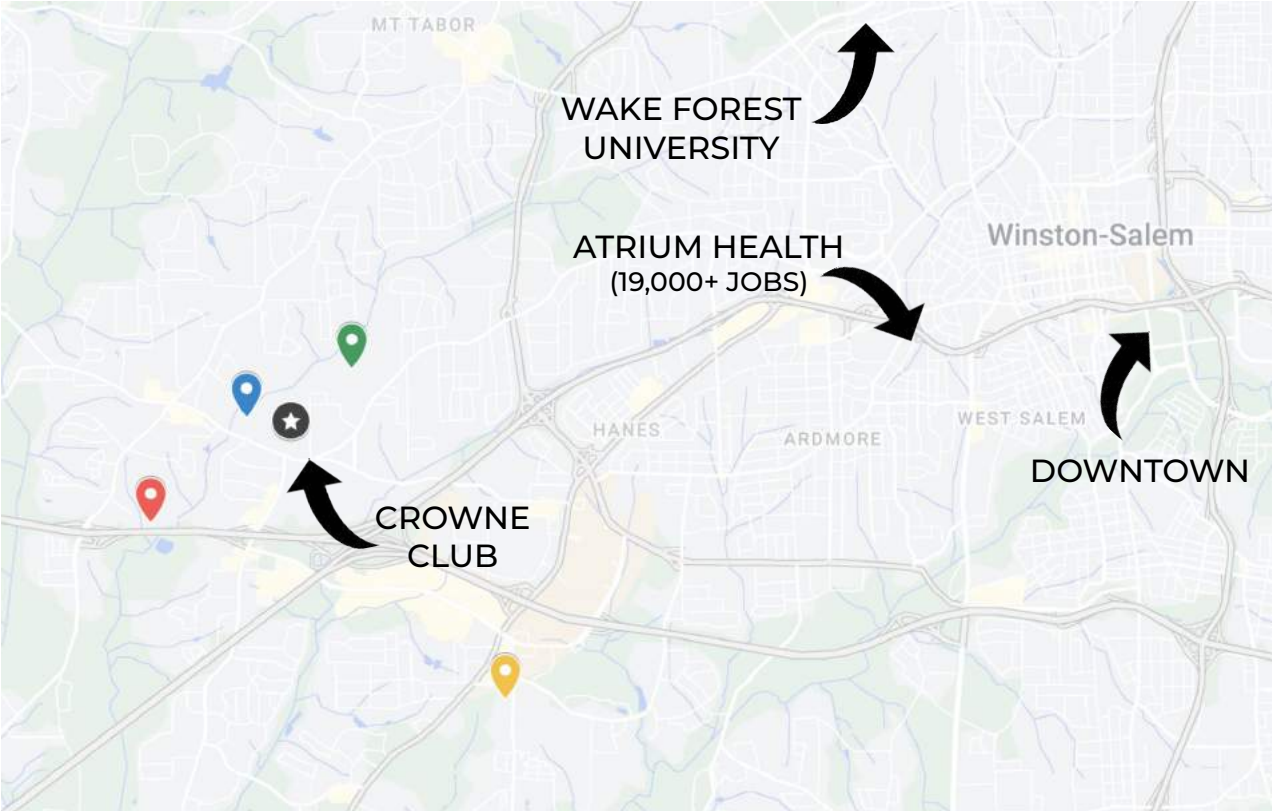 MT TABOR
WAKE FOREST
UNIVERSITY
Winston-Salem
ATRIUM HEALTH
(19,000+ JOBS)
HANES
ARDMORE
WEST SALEM
DOWNTOWN
CROWNE
CLUB